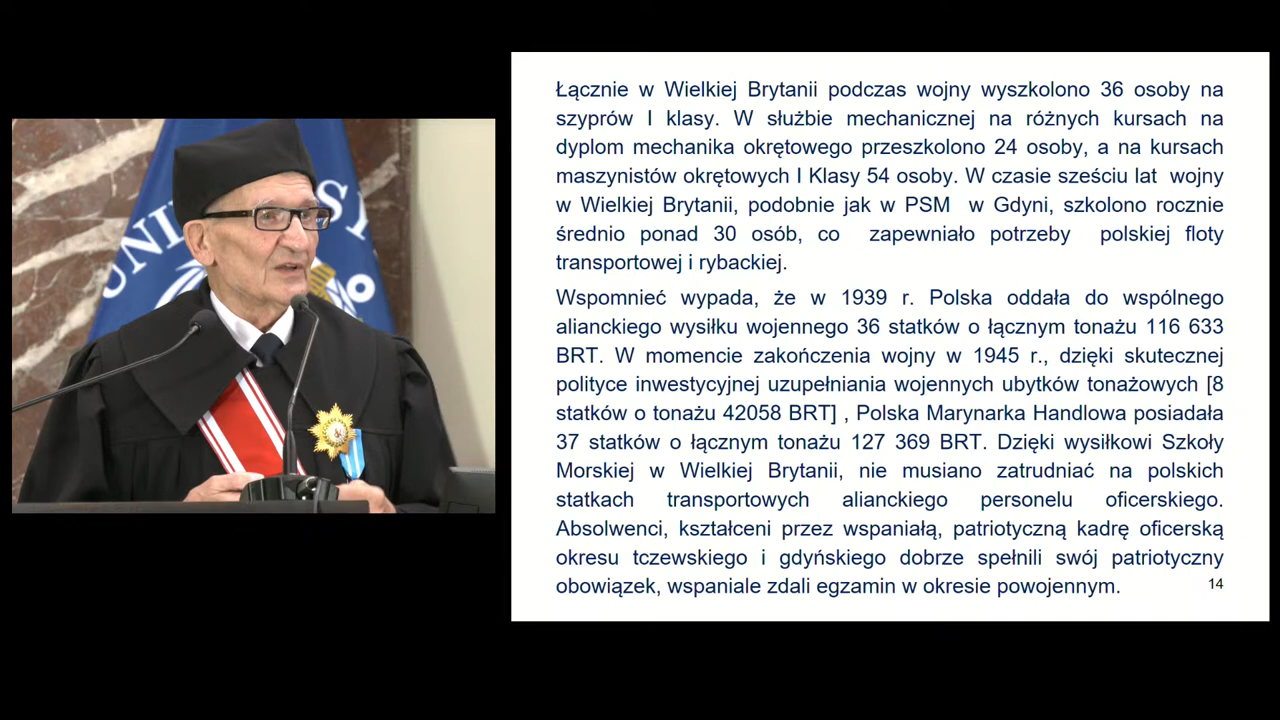 UNIWERSY
Łącznie w Wielkiej Brytanii podczas wojny wyszkolono 36 osoby na
szyprów I klasy. W służbie mechanicznej na różnych kursach na
dyplom mechanika okrętowego przeszkolono 24 osoby, a na kursach
maszynistów okrętowych I Klasy 54 osoby. W czasie sześciu lat wojny
w Wielkiej Brytanii, podobnie jak w PSM w Gdyni, szkolono rocznie
średnio ponad 30 osób, co zapewniało potrzeby polskiej floty
transportowej i rybackiej.
Wspomnieć wypada, że w 1939 r. Polska oddała do wspólnego
alianckiego wysiłku wojennego 36 statków o łącznym tonażu 116 633
BRT. W momencie zakończenia wojny w 1945 r., dzięki skutecznej
polityce inwestycyjnej uzupełniania wojennych ubytków tonażowych [8
statków o tonażu 42058 BRT] , Polska Marynarka Handlowa posiadała
37 statków o łącznym tonażu 127 369 BRT. Dzięki wysiłkowi Szkoły
Morskiej w Wielkiej Brytanii, nie musiano zatrudniać na polskich
statkach transportowych alianckiego personelu oficerskiego.
Absolwenci, kształceni przez wspaniałą, patriotyczną kadrę oficerską
okresu tczewskiego i gdyńskiego dobrze spełnili swój patriotyczny
obowiązek, wspaniale zdali egzamin w okresie powojennym.
14